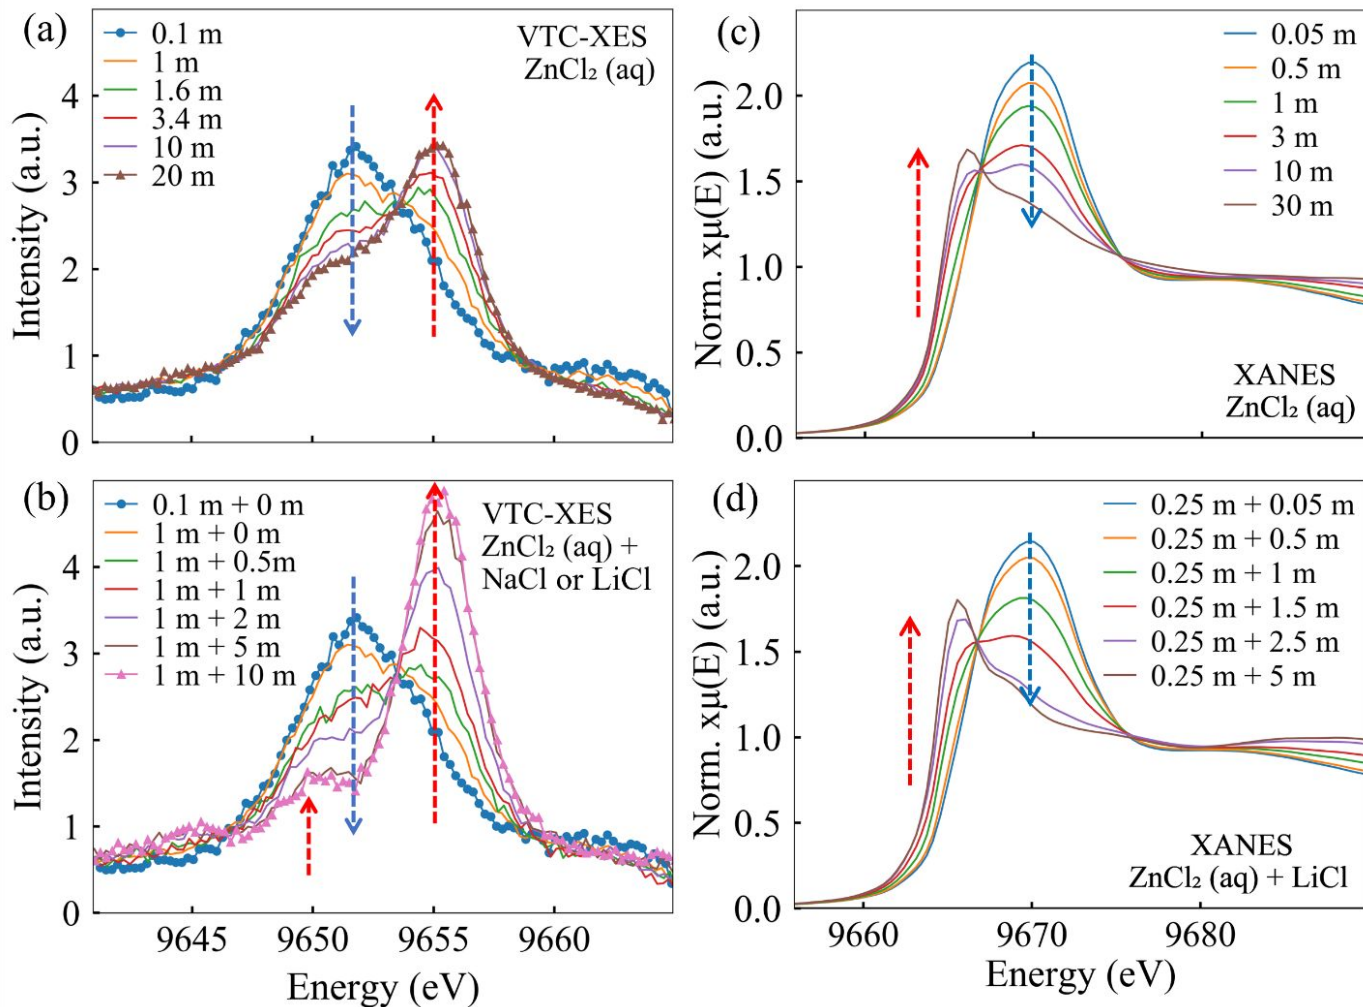 (a)
VTC-XES
ZnCl₂ (aq)
0.1 m
1 m
1.6 m
3.4 m
10 m
20 m
Intensity (a.u.)
4
3
2
1
0
(c)
0.05 m
0.5 m
1 m
3 m
10 m
30 m
XANES
ZnCl₂ (aq)
Norm. xμ(E) (a.u.)
2.0
1.5
1.0
0.5
0.0
(b)
0.1 m + 0 m
1 m + 0 m
1 m + 0.5m
1 m + 1 m
1 m + 2 m
1 m + 5 m
1 m + 10 m
VTC-XES
ZnCl₂ (aq) +
NaCl or LiCl
Intensity (a.u.)
4
3
2
1
0
9645 9650 9655 9660
Energy (eV)
(d)
0.25 m + 0.05 m
0.25 m + 0.5 m
0.25 m + 1 m
0.25 m + 1.5 m
0.25 m + 2.5 m
0.25 m + 5 m
XANES
ZnCl₂ (aq) + LiCl
Norm. xμ(E) (a.u.)
2.0
1.5
1.0
0.5
0.0
9660 9670 9680
Energy (eV)